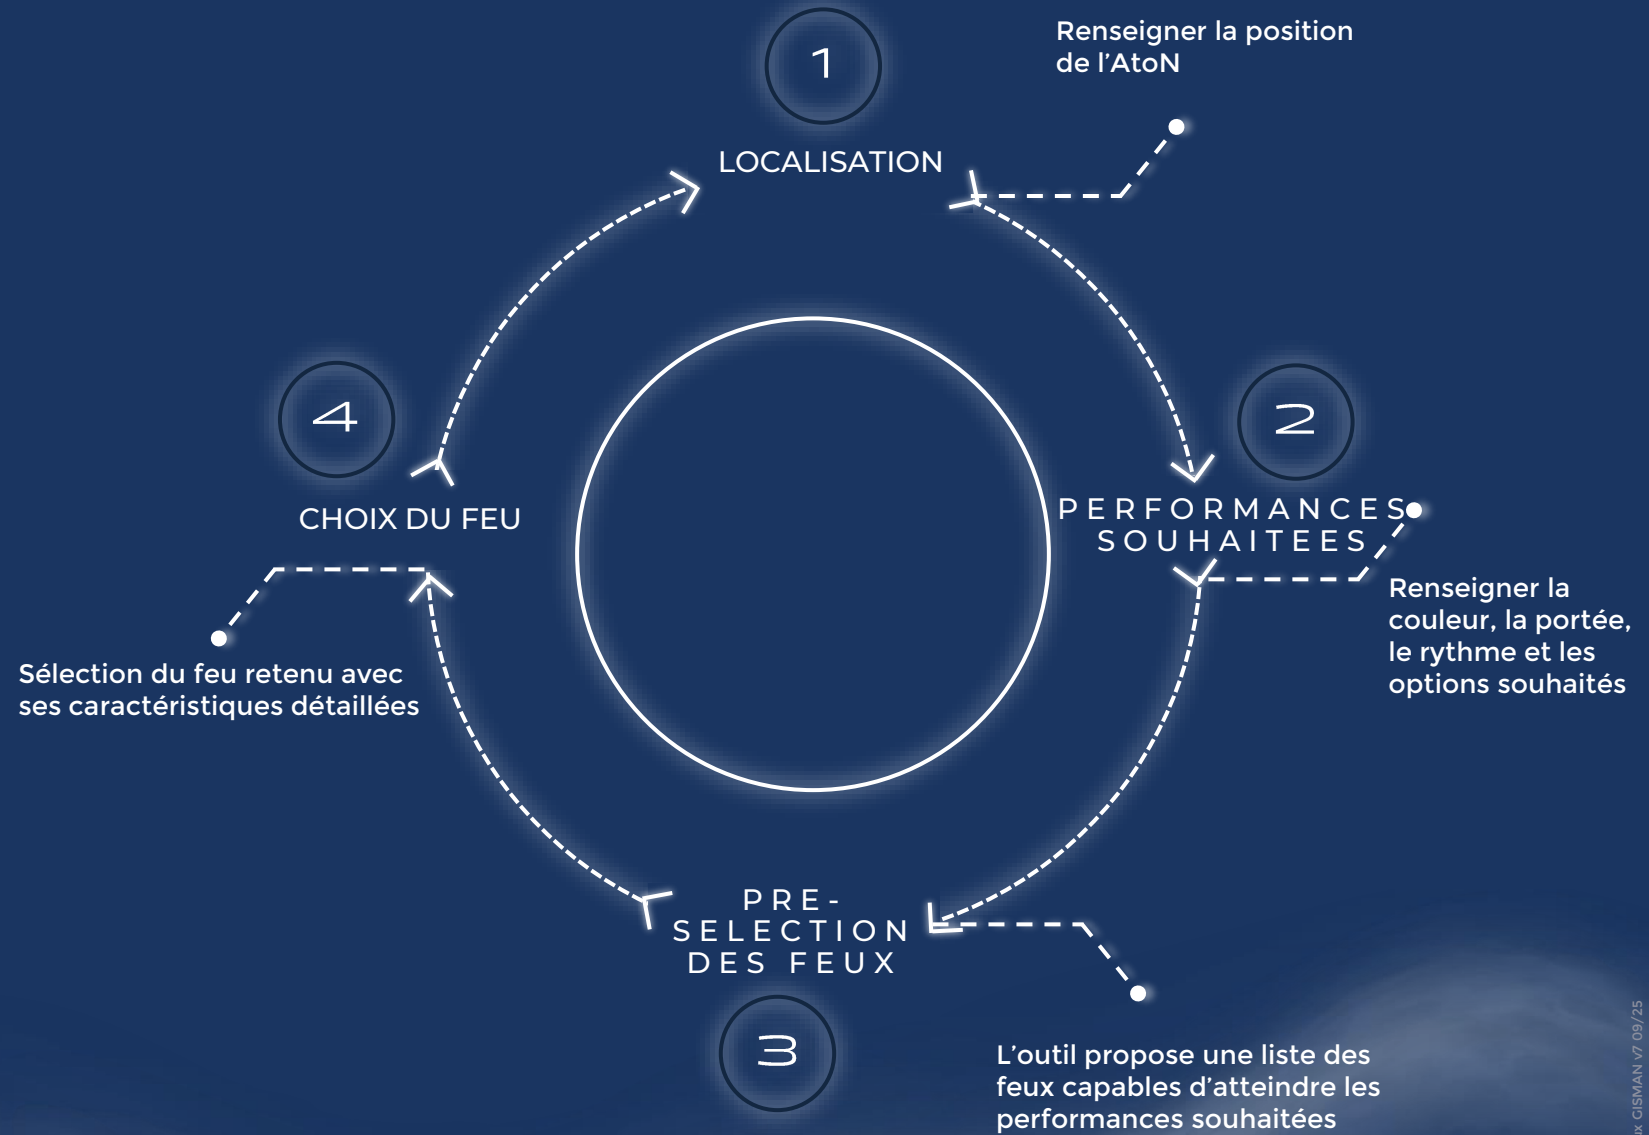 1
LOCALISATION
Renseigner la position
de l'AtoN
2
PERFORMANCES
SOUHAITEES
Renseigner la
couleur, la portée,
le rythme et les
options souhaités
3
PRE-
SELECTION
DES FEUX
L'outil propose une liste des
feux capables d'atteindre les
performances souhaitées
4
CHOIX DU FEU
Sélection du feu retenu avec
ses caractéristiques détaillées
GISMAN v7 09/25